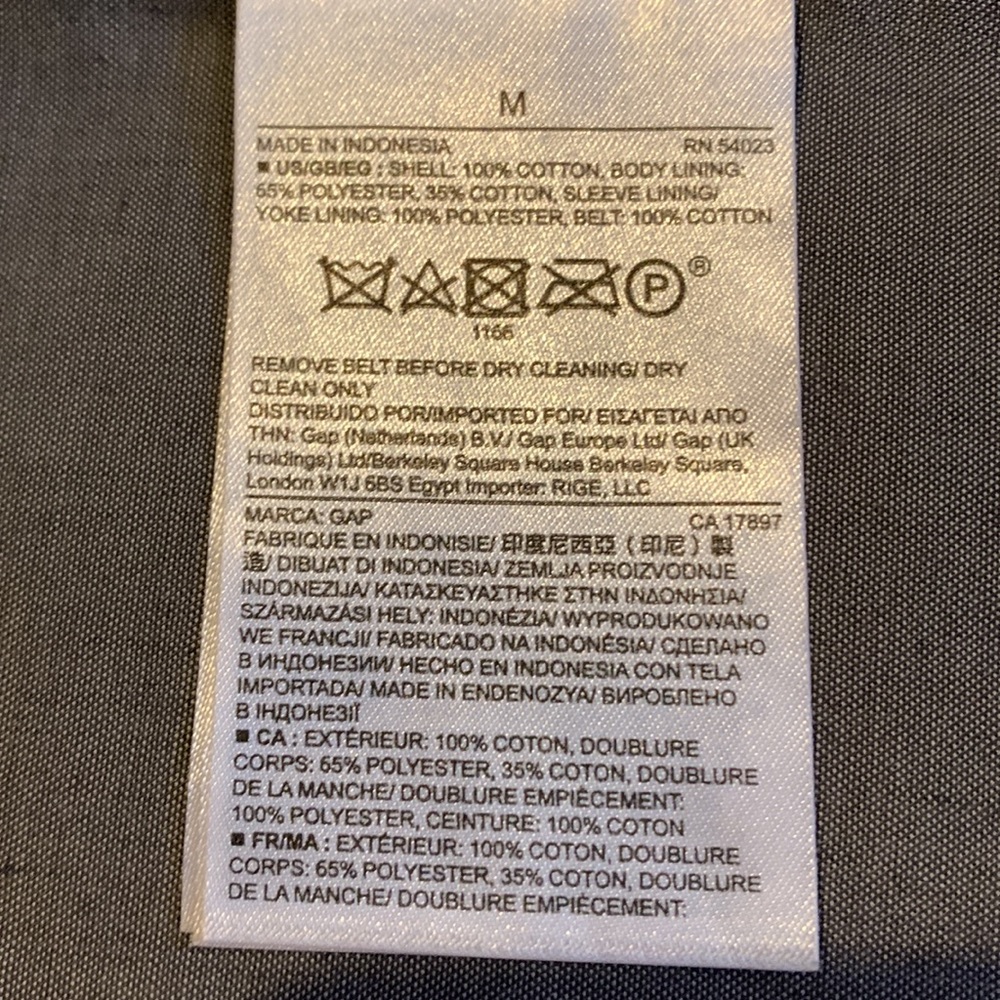 M
MADE IN INDONESIA RN 54023
■ US/GB/EG : SHELL: 100% COTTON, BODY LINING:
65% POLYESTER, 35% COTTON, SLEEVE LINING/
YOKE LINING: 100% POLYESTER, BELT: 100% COTTON
P ®
1166
REMOVE BELT BEFORE DRY CLEANING/ DRY
CLEAN ONLY
DISTRIBUIDO POR/IMPORTED FOR/ ΕΙΣΑΓΕΤΑΙ ΑΠΟ
ΤΗΝ: Gap (Netherlands) B.V./ Gap Europe Ltd/ Gap (UK
Holdings) Ltd/Berkeley Square House Berkeley Square,
London W1J 6BS Egypt Importer: RIGE, LLC
MARCA: GAP CA 17897
FABRIQUE EN INDONISIE/ 印度尼西亞 (印尼) 製
造/ DIBUAT DI INDONESIA/ ZEMLJA PROIZVODNJE
INDONEZIJA/ ΚΑΤΑΣΚΕΥΑΣΤΗΚΕ ΣΤΗΝ ΙΝΔΟΝΗΣΙΑ/
SZÁRMAZÁSI HELY: INDONÉZIA/ WYPRODUKOWANO
WE FRANCJI/ FABRICADO NA INDONÉSIA/ СДЕЛАНО
В ИНДОНЕЗИИ/ HECHO EN INDONESIA CON TELA
IMPORTADA/ MADE IN ENDENOZYA/ ВИРОБЛЕНО
В ІНДОНЕЗІЇ
■ CA : EXTÉRIEUR: 100% COTON, DOUBLURE
CORPS: 65% POLYESTER, 35% COTON, DOUBLURE
DE LA MANCHE/ DOUBLURE EMPIÈCEMENT:
100% POLYESTER, CEINTURE: 100% COTON
■ FR/MA : EXTÉRIEUR: 100% COTON, DOUBLURE
CORPS: 65% POLYESTER, 35% COTON, DOUBLURE
DE LA MANCHE/ DOUBLURE EMPIÈCEMENT: